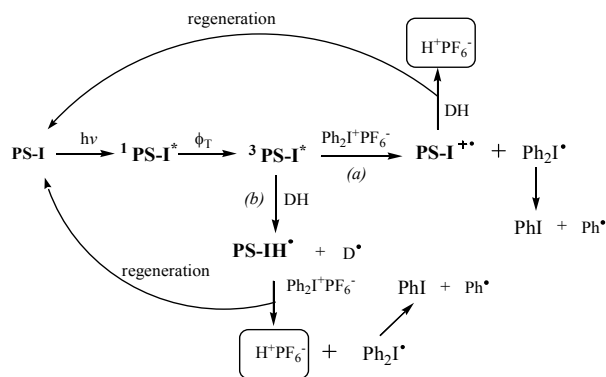 regeneration
H⁺PF₆⁻
DH
PS-I hν ¹ PS-I* ϕT ³ PS-I* Ph₂I⁺PF₆⁻ (a) PS-I⁺• + Ph₂I•
(b) DH
PhI + Ph•
PS-IH• + D•
regeneration
Ph₂I⁺PF₆⁻
PhI + Ph•
H⁺PF₆⁻ + Ph₂I•